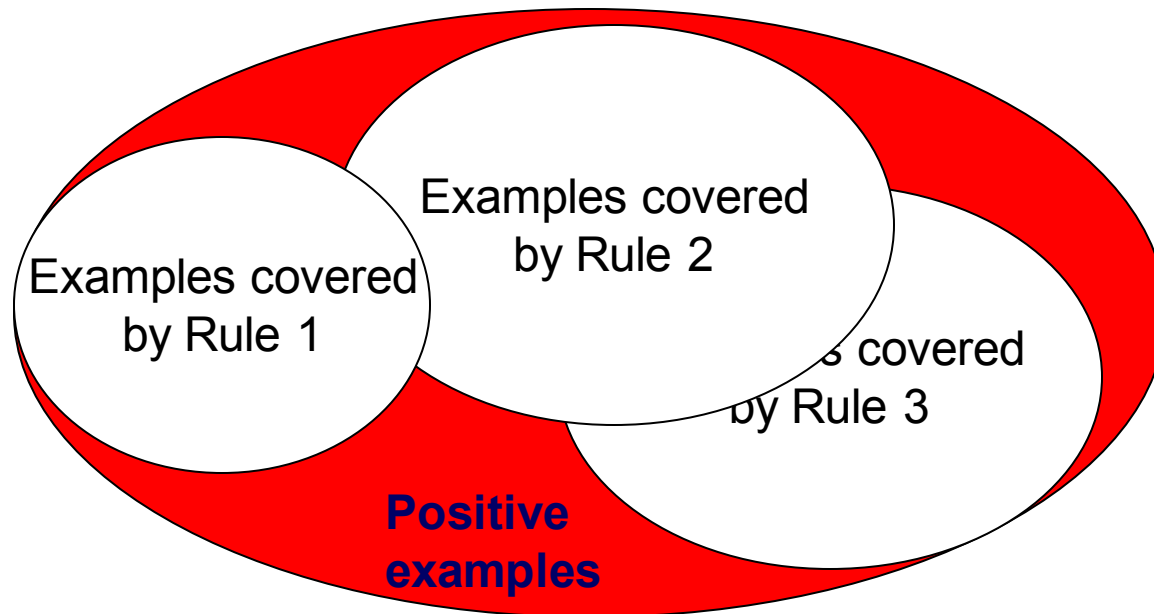 Examples covered
by Rule 2
Examples covered
by Rule 1
covered
by Rule 3
Positive
examples